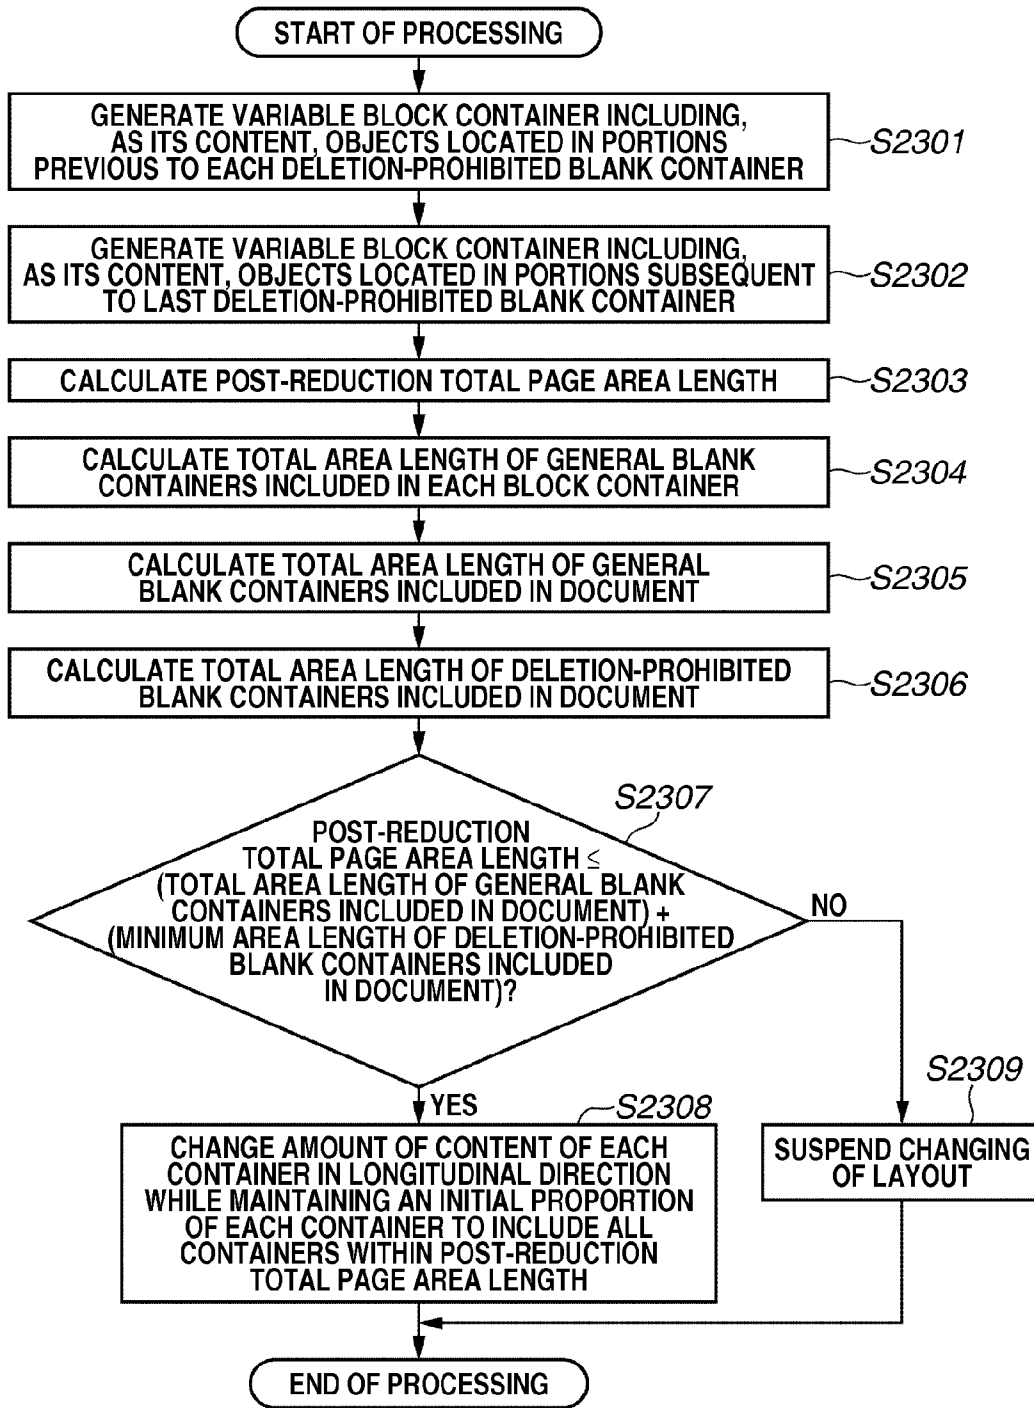 START OF PROCESSING
GENERATE VARIABLE BLOCK CONTAINER INCLUDING,
AS ITS CONTENT, OBJECTS LOCATED IN PORTIONS
PREVIOUS TO EACH DELETION-PROHIBITED BLANK CONTAINER
S2301
GENERATE VARIABLE BLOCK CONTAINER INCLUDING,
AS ITS CONTENT, OBJECTS LOCATED IN PORTIONS SUBSEQUENT
TO LAST DELETION-PROHIBITED BLANK CONTAINER
S2302
CALCULATE POST-REDUCTION TOTAL PAGE AREA LENGTH
S2303
CALCULATE TOTAL AREA LENGTH OF GENERAL BLANK
CONTAINERS INCLUDED IN EACH BLOCK CONTAINER
S2304
CALCULATE TOTAL AREA LENGTH OF GENERAL
BLANK CONTAINERS INCLUDED IN DOCUMENT
S2305
CALCULATE TOTAL AREA LENGTH OF DELETION-PROHIBITED
BLANK CONTAINERS INCLUDED IN DOCUMENT
S2306
S2307
POST-REDUCTION
TOTAL PAGE AREA LENGTH ≦
(TOTAL AREA LENGTH OF GENERAL BLANK
CONTAINERS INCLUDED IN DOCUMENT) +
(MINIMUM AREA LENGTH OF DELETION-PROHIBITED
BLANK CONTAINERS INCLUDED
IN DOCUMENT)?
NO
YES
S2308
CHANGE AMOUNT OF CONTENT OF EACH
CONTAINER IN LONGITUDINAL DIRECTION
WHILE MAINTAINING AN INITIAL PROPORTION
OF EACH CONTAINER TO INCLUDE ALL
CONTAINERS WITHIN POST-REDUCTION
TOTAL PAGE AREA LENGTH
S2309
SUSPEND CHANGING
OF LAYOUT
END OF PROCESSING